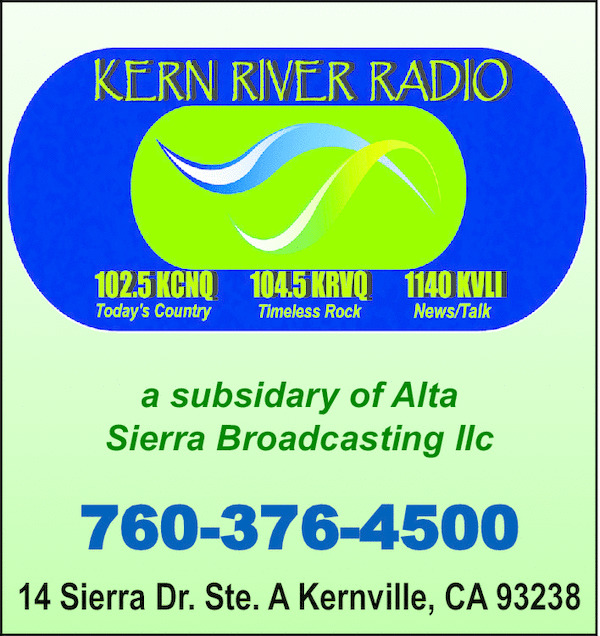 KERN RIVER RADIO
102.5 KCNQ 104.5 KRVQ 1140 KVLI
Today's Country Timeless Rock News/Talk
a subsidary of Alta
Sierra Broadcasting llc
760-376-4500
14 Sierra Dr. Ste. A Kernville, CA 93238